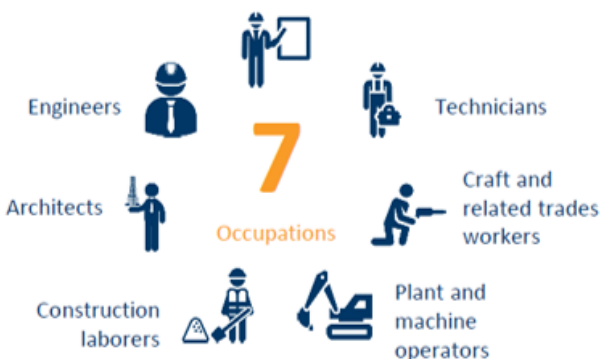 Engineers
Technicians
7
Architects
Craft and
related trades
workers
Occupations
Construction
laborers
Plant and
machine
operators